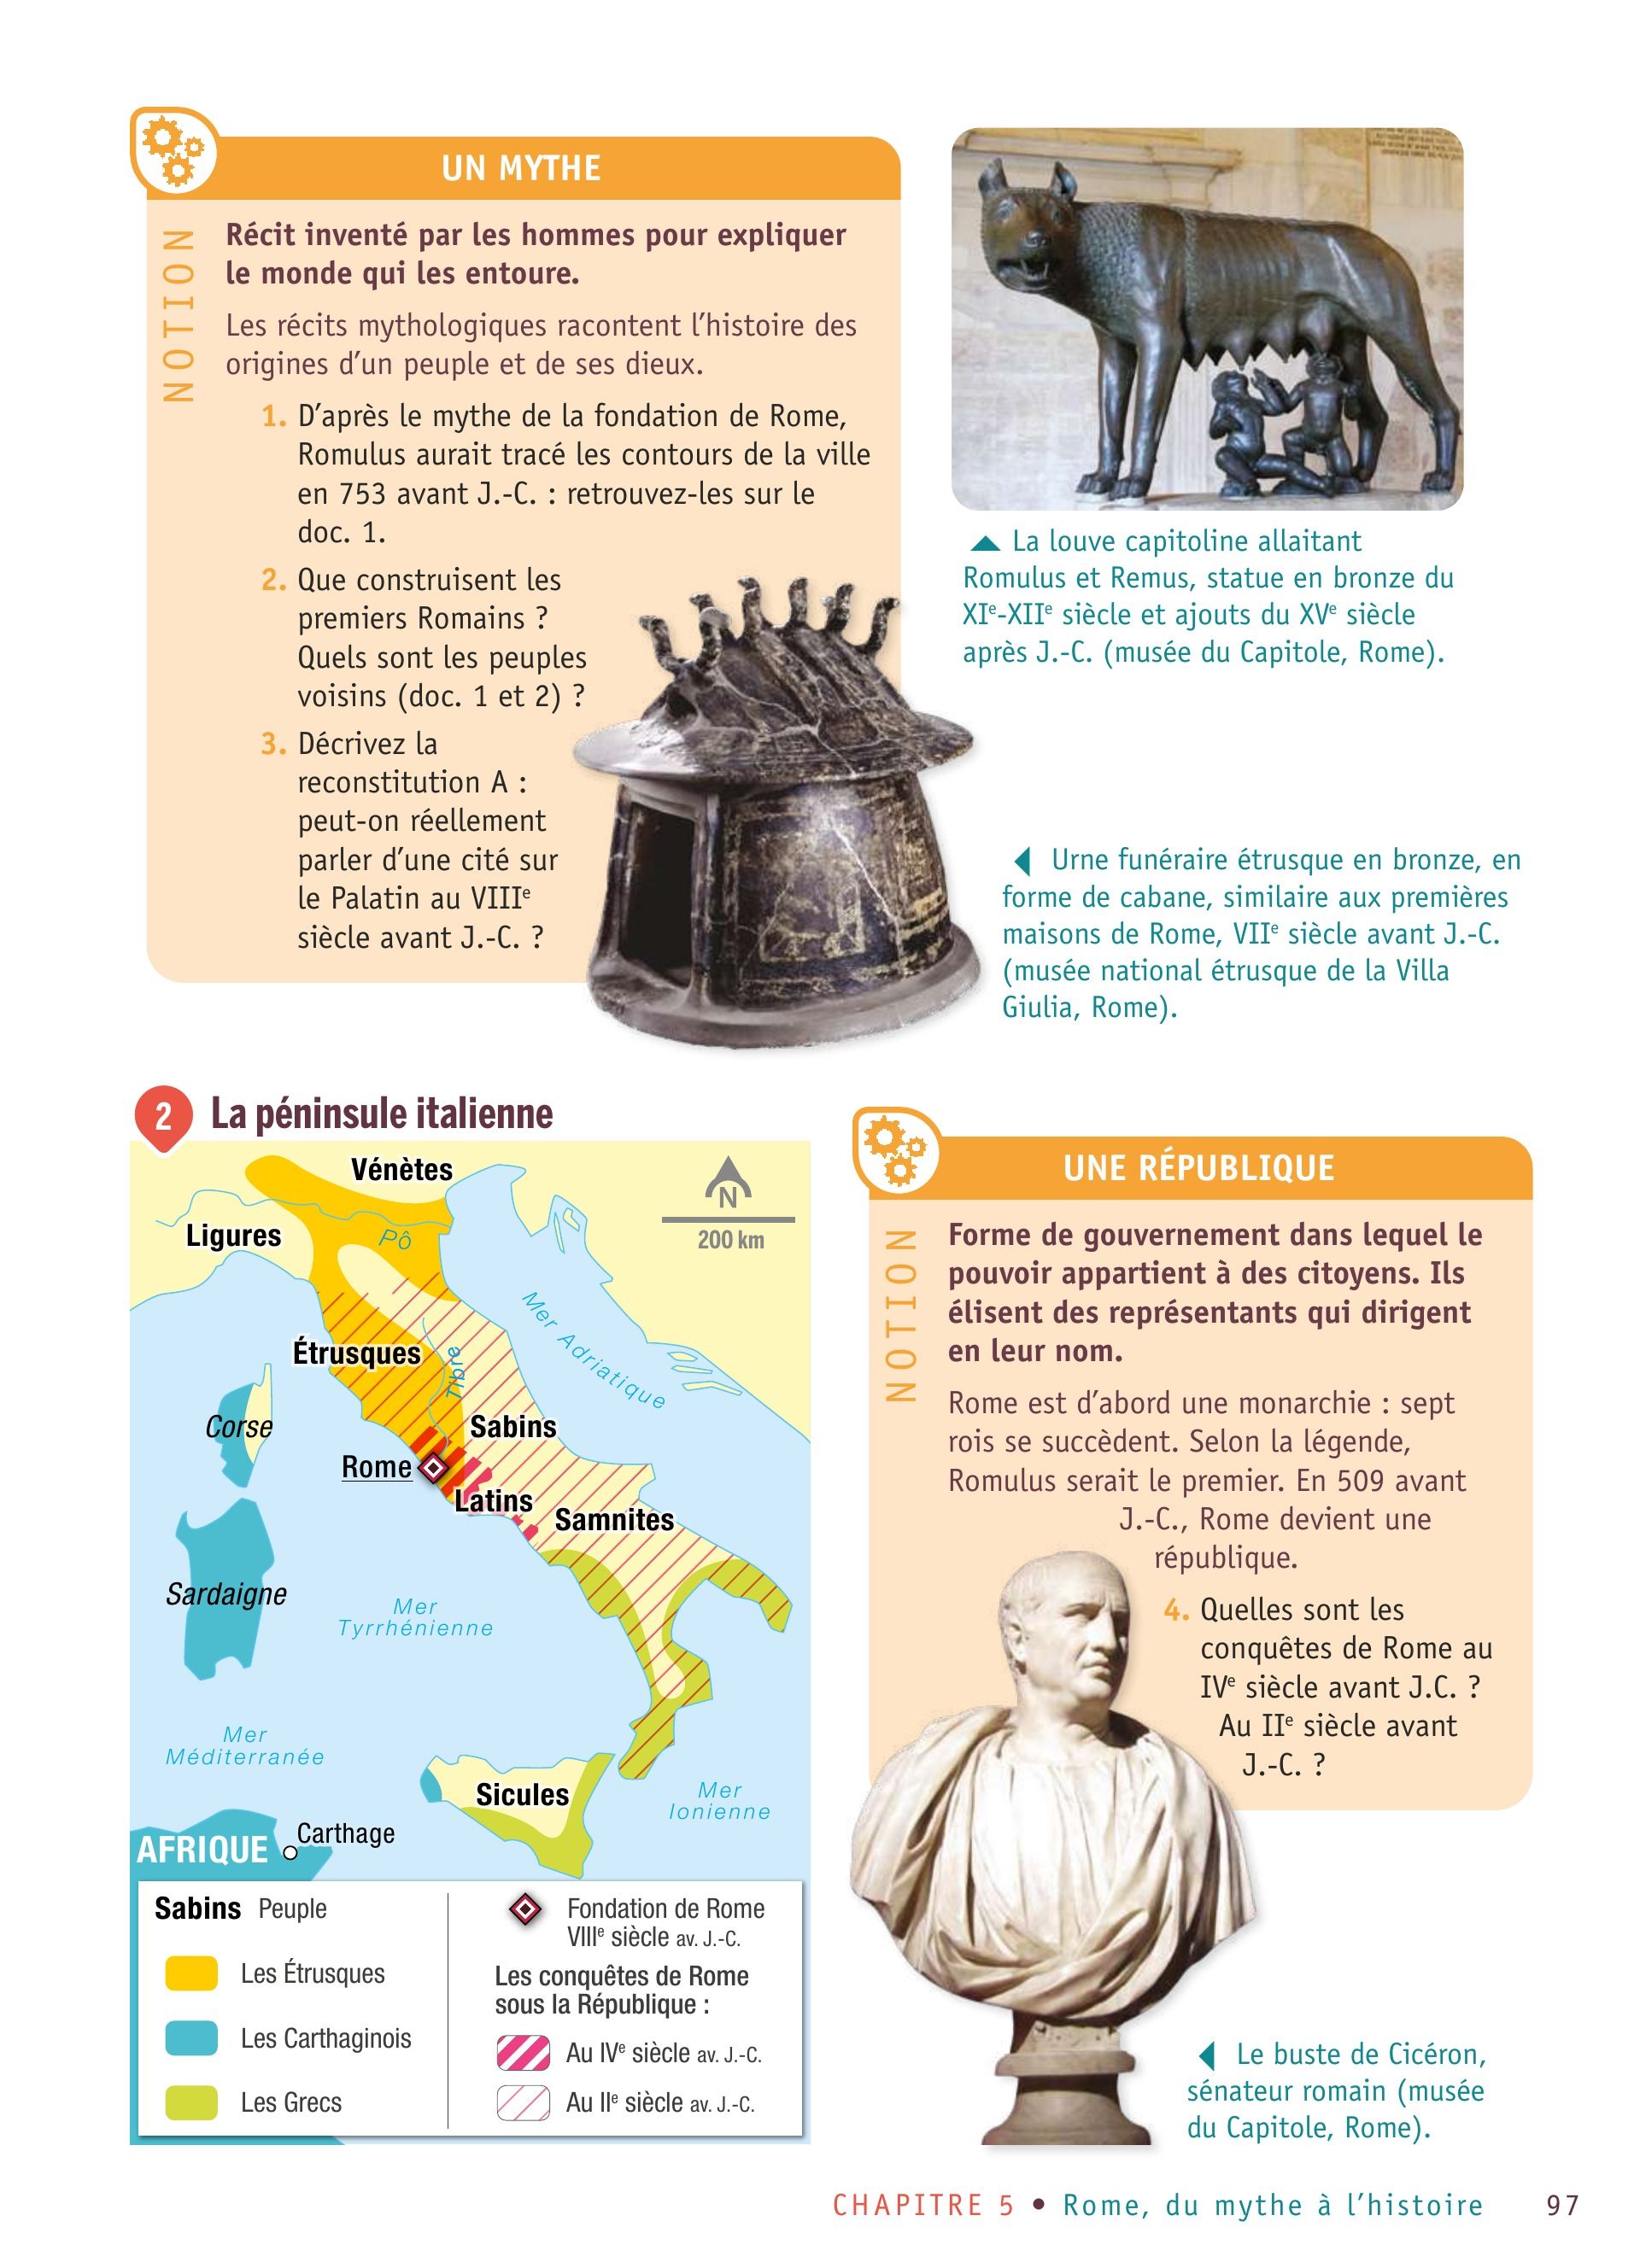 UN MYTHE
NOTION
Récit inventé par les hommes pour expliquer
le monde qui les entoure.
Les récits mythologiques racontent l’histoire des
origines d’un peuple et de ses dieux.
1. D’après le mythe de la fondation de Rome,
Romulus aurait tracé les contours de la ville
en 753 avant J.-C. : retrouvez-les sur le
doc. 1.
2. Que construisent les
premiers Romains ?
Quels sont les peuples
voisins (doc. 1 et 2) ?
3. Décrivez la
reconstitution A :
peut-on réellement
parler d’une cité sur
le Palatin au VIIIe
siècle avant J.-C. ?
La louve capitoline allaitant
Romulus et Remus, statue en bronze du
XIe-XIIe siècle et ajouts du XVe siècle
après J.-C. (musée du Capitole, Rome).
Urne funéraire étrusque en bronze, en
forme de cabane, similaire aux premières
maisons de Rome, VIIe siècle avant J.-C.
(musée national étrusque de la Villa
Giulia, Rome).
2 La péninsule italienne
Vénètes
N
200 km
Ligures
Pô
Mer Adriatique
Étrusques
Tibre
Corse
Sabins
Rome
Latins
Samnites
Sardaigne
Mer
Tyrrhénienne
Mer
Méditerranée
Sicules
Mer
Ionienne
Carthage
AFRIQUE
Sabins Peuple
Les Étrusques
Les Carthaginois
Les Grecs
Fondation de Rome
VIIIe siècle av. J.-C.
Les conquêtes de Rome
sous la République :
Au IVe siècle av. J.-C.
Au IIe siècle av. J.-C.
UNE RÉPUBLIQUE
NOTION
Forme de gouvernement dans lequel le
pouvoir appartient à des citoyens. Ils
élisent des représentants qui dirigent
en leur nom.
Rome est d’abord une monarchie : sept
rois se succèdent. Selon la légende,
Romulus serait le premier. En 509 avant
J.-C., Rome devient une
république.
4. Quelles sont les
conquêtes de Rome au
IVe siècle avant J.C. ?
Au IIe siècle avant
J.-C. ?
Le buste de Cicéron,
sénateur romain (musée
du Capitole, Rome).
CHAPITRE 5 • Rome, du mythe à l’histoire 97